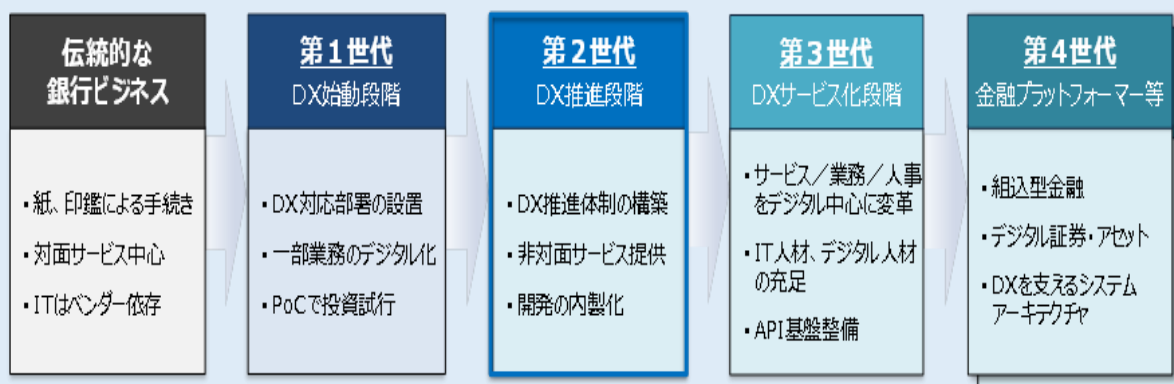 伝統的な
銀行ビジネス
・紙、印鑑による手続き
・対面サービス中心
・ITはベンダー依存
第1世代
DX始動段階
・DX対応部署の設置
・一部業務のデジタル化
・PoCで投資試行
第2世代
DX推進段階
・DX推進体制の構築
・非対面サービス提供
・開発の内製化
第3世代
DXサービス化段階
・サービス／業務／人事
をデジタル中心に変革
・IT人材、デジタル人材
の充足
・API基盤整備
第4世代
金融プラットフォーマー等
・組込型金融
・デジタル証券・アセット
・DXを支えるシステム
アーキテクチャ